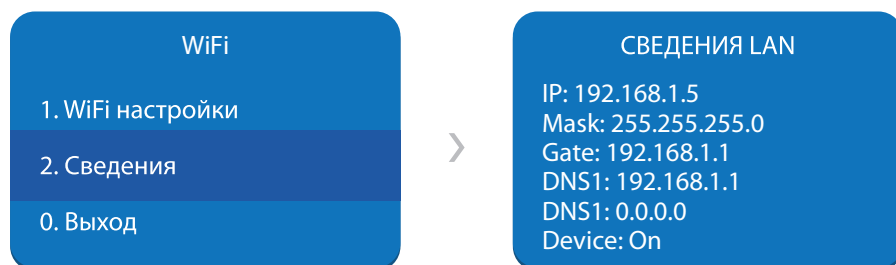 WiFi
1. WiFi настройки
2. Сведения
0. Выход
СВЕДЕНИЯ LAN
IP: 192.168.1.5
Mask: 255.255.255.0
Gate: 192.168.1.1
DNS1: 192.168.1.1
DNS1: 0.0.0.0
Device: On